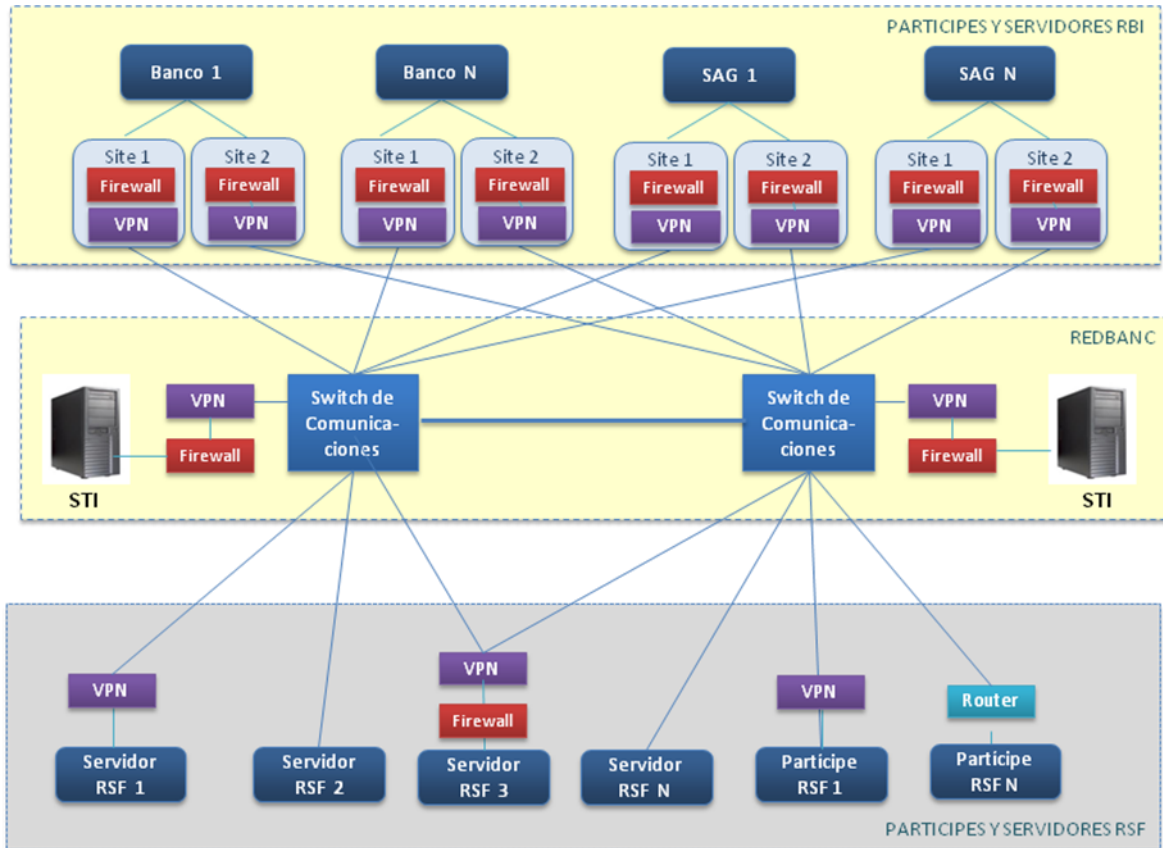 PARTICIPES Y SERVIDORES RBI
Banco 1
Banco N
SAG 1
SAG N
Site 1
Firewall
VPN
Site 2
Firewall
VPN
Site 1
Firewall
VPN
Site 2
Firewall
VPN
Site 1
Firewall
VPN
Site 2
Firewall
VPN
Site 1
Firewall
VPN
Site 2
Firewall
VPN
REDBANC
STI
VPN
Firewall
Switch de
Comunica-
ciones
Switch de
Comunica-
ciones
VPN
Firewall
STI
VPN
Servidor
RSF 1
Servidor
RSF 2
VPN
Firewall
Servidor
RSF 3
Servidor
RSF N
VPN
Partícipe
RSF 1
Router
Partícipe
RSF N
PARTICIPES Y SERVIDORES RSF